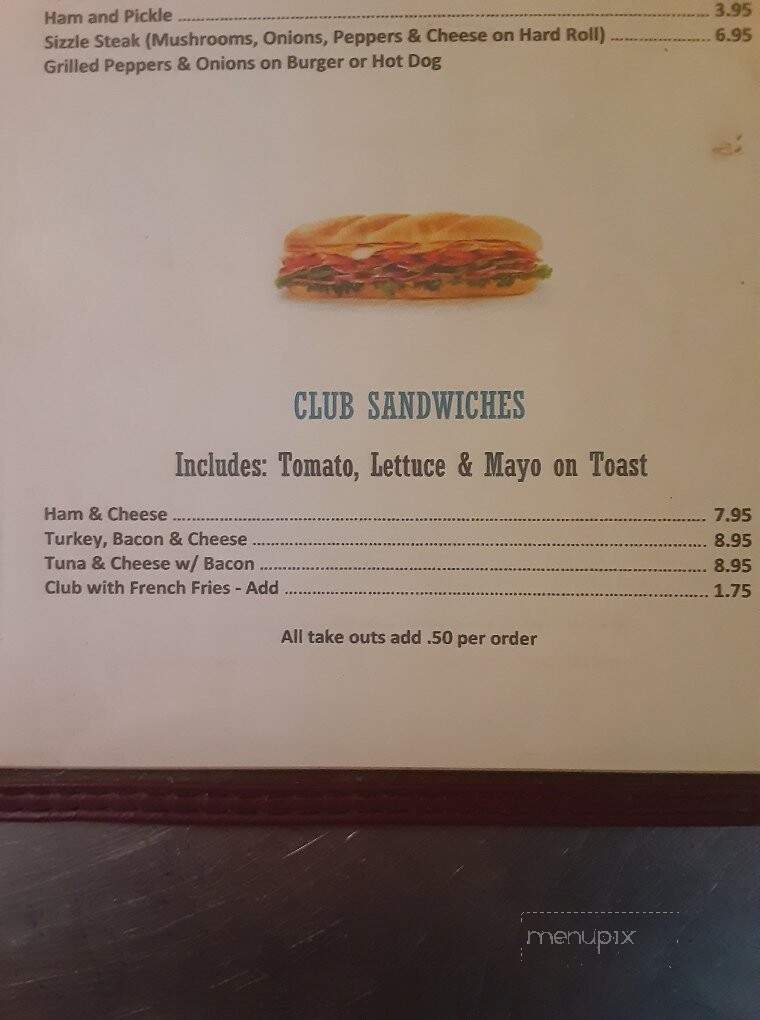 Ham and Pickle ........ 3.95
Sizzle Steak (Mushrooms, Onions, Peppers & Cheese on Hard Roll) ........ 6.95
Grilled Peppers & Onions on Burger or Hot Dog
CLUB SANDWICHES
Includes: Tomato, Lettuce & Mayo on Toast
Ham & Cheese ........ 7.95
Turkey, Bacon & Cheese ........ 8.95
Tuna & Cheese w/ Bacon ........ 8.95
Club with French Fries - Add ........ 1.75
All take outs add .50 per order
menupix